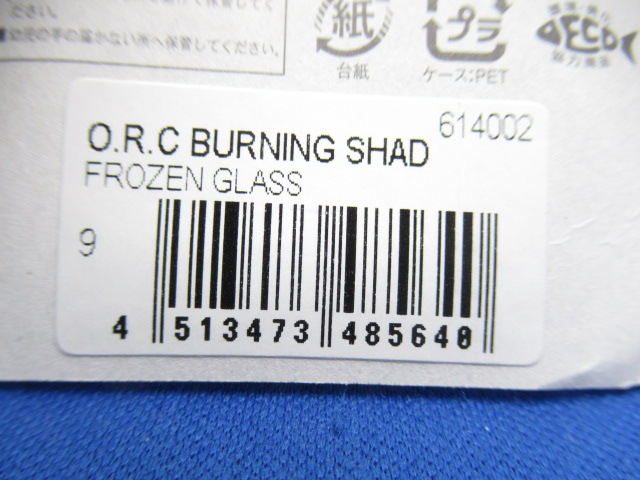 ださい。
■幼児の手の届かない所へ保管してください。
紙
台紙
プラ
ケース:PET
ECO
O.R.C BURNING SHAD
614002
FROZEN GLASS
9
4 513473 485640